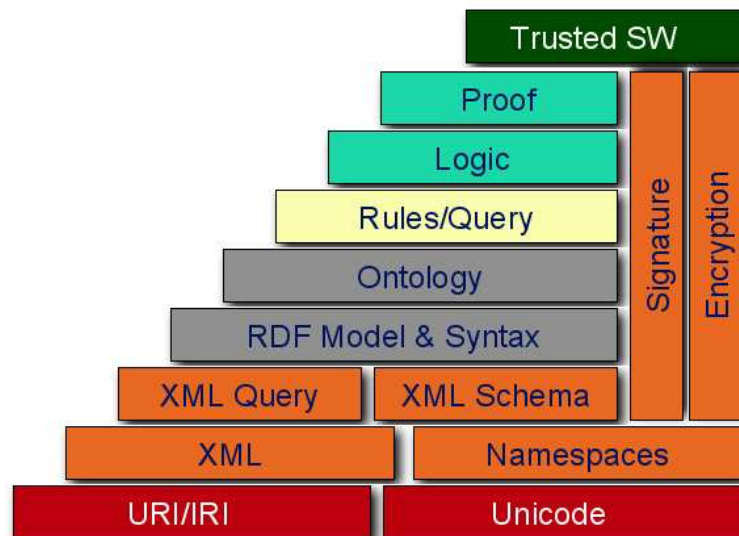 Trusted SW
Proof
Logic
Rules/Query
Ontology
RDF Model & Syntax
Signature
Encryption
XML Query
XML Schema
XML
Namespaces
URI/IRI
Unicode